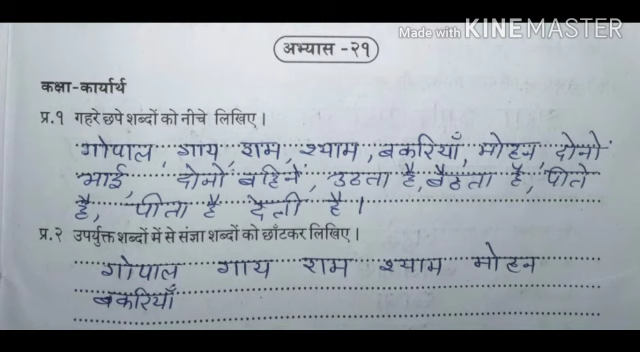 Made with KINEMASTER
अभ्यास -२१
कक्षा-कार्यार्थ
प्र.१ गहरे छपे शब्दों को नीचे लिखिए।
गोपाल, गाय, राम, श्याम, बकरियाँ, मोहन, दोनों
भाई, दोनों बहिनें, उठता है, बैठता है, पीते
हैं, पीता है देती है।
प्र.२ उपर्युक्त शब्दों में से संज्ञा शब्दों को छाँटकर लिखिए।
गोपाल गाय राम श्याम मोहन
बकरियाँ